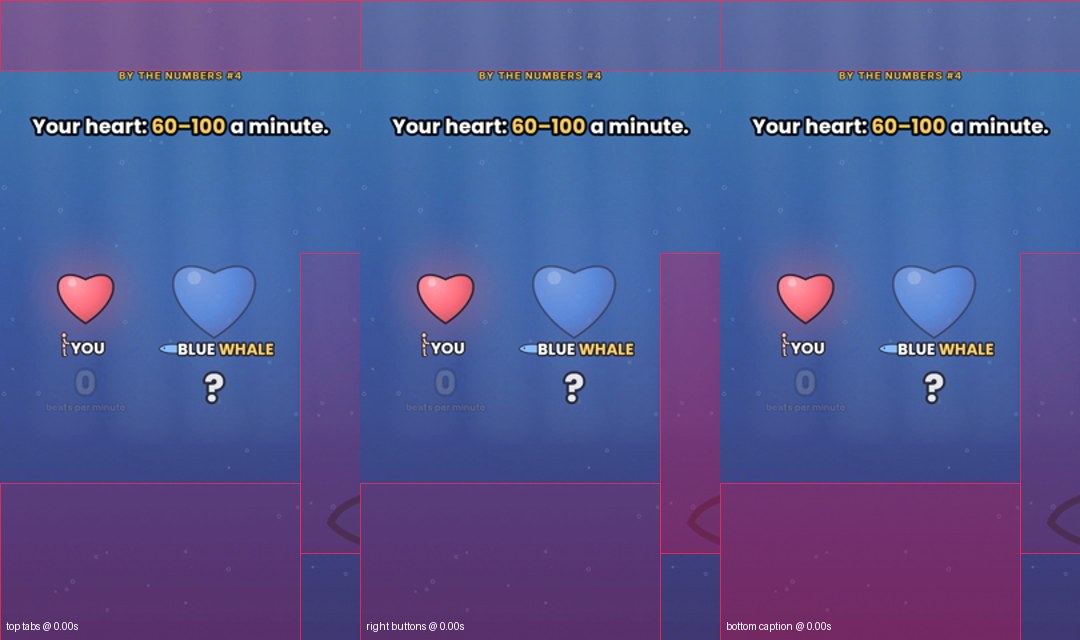 BY THE NUMBERS #4
Your heart: 60–100 a minute.
YOU
BLUE WHALE
0
?
beats per minute
top tabs @ 0.00s
BY THE NUMBERS #4
Your heart: 60–100 a minute.
YOU
BLUE WHALE
0
?
beats per minute
right buttons @ 0.00s
BY THE NUMBERS #4
Your heart: 60–100 a minute.
YOU
BLUE WHALE
0
?
beats per minute
bottom caption @ 0.00s